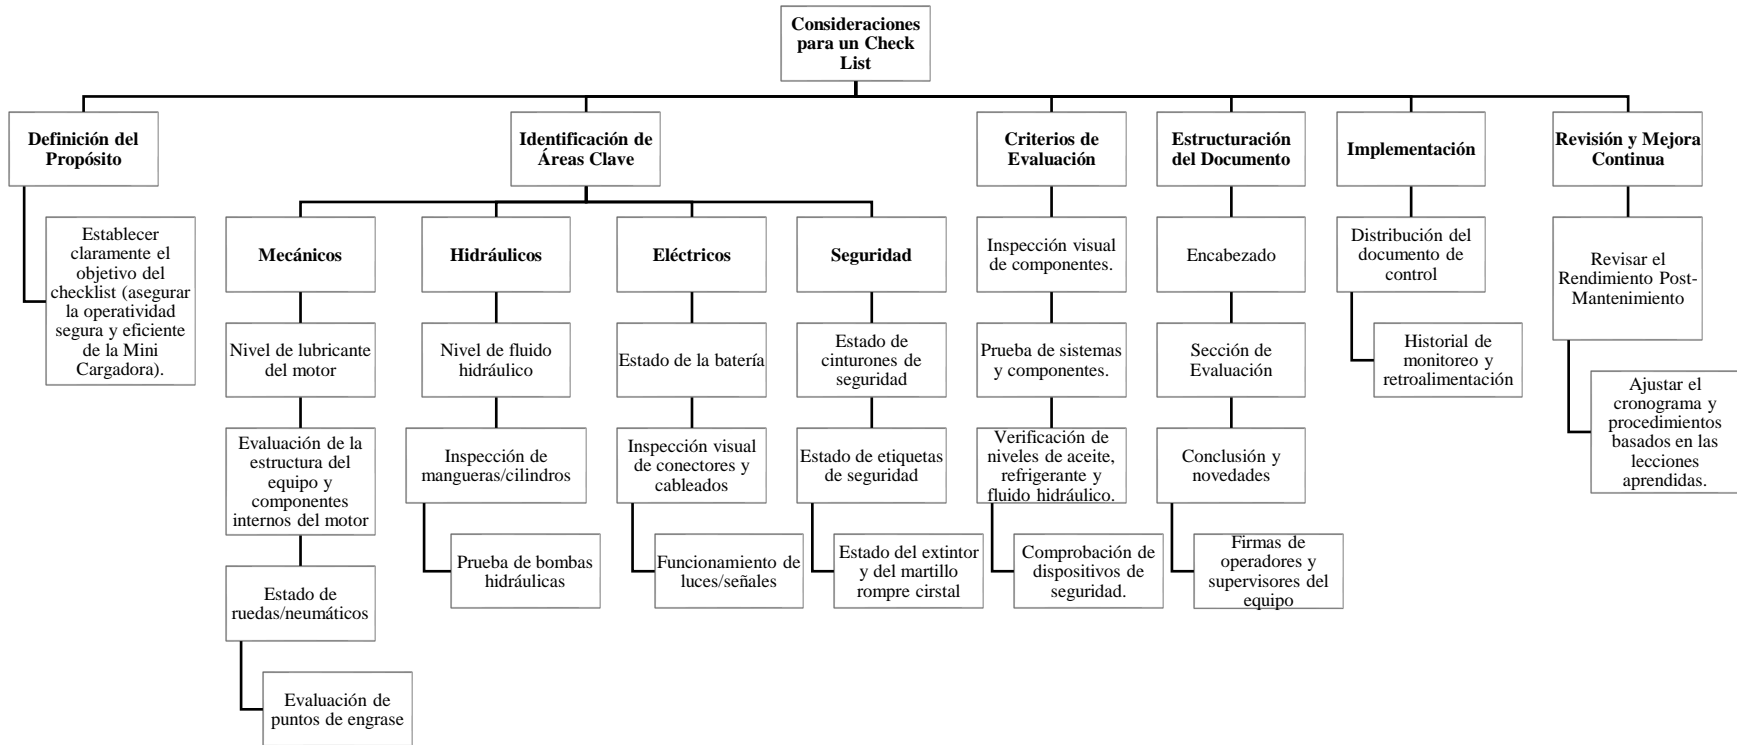 Consideraciones
para un Check
List
Definición del
Propósito
Establecer
claramente el
objetivo del
checklist (asegurar
la operatividad
segura y eficiente
de la Mini
Cargadora).
Identificación de
Áreas Clave
Mecánicos
Nivel de lubricante
del motor
Evaluación de la
estructura del
equipo y
componentes
internos del motor
Estado de
ruedas/neumáticos
Evaluación de
puntos de engrase
Hidráulicos
Nivel de fluido
hidráulico
Inspección de
mangueras/cilindros
Prueba de bombas
hidráulicas
Eléctricos
Estado de la batería
Inspección visual
de conectores y
cableados
Funcionamiento de
luces/señales
Seguridad
Estado de
cinturones de
seguridad
Estado de etiquetas
de seguridad
Estado del extintor
y del martillo
rompre cirstal
Criterios de
Evaluación
Inspección visual
de componentes.
Prueba de sistemas
y componentes.
Verificación de
niveles de aceite,
refrigerante y
fluido hidráulico.
Comprobación de
dispositivos de
seguridad.
Estructuración
del Documento
Encabezado
Sección de
Evaluación
Conclusión y
novedades
Firmas de
operadores y
supervisores del
equipo
Implementación
Distribución del
documento de
control
Historial de
monitoreo y
retroalimentación
Revisión y Mejora
Continua
Revisar el
Rendimiento Post-
Mantenimiento
Ajustar el
cronograma y
procedimientos
basados en las
lecciones
aprendidas.